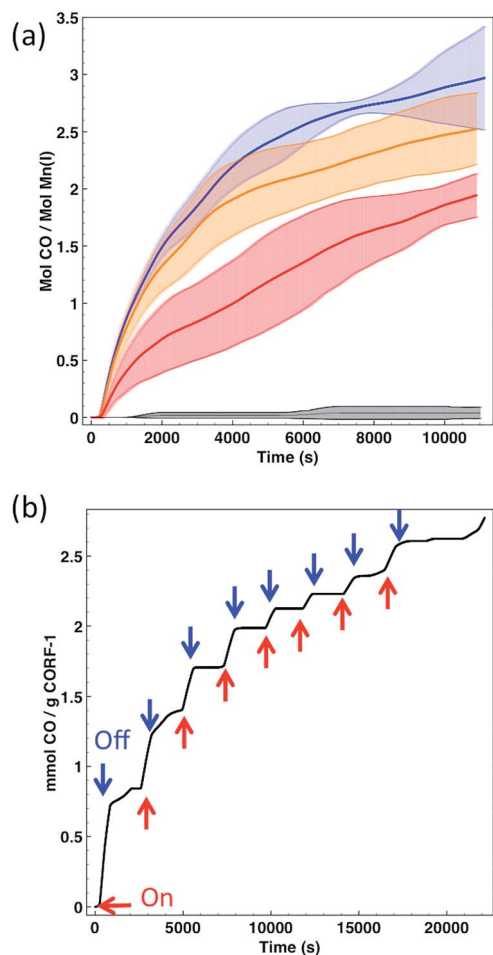 (a)
3.5
3
2.5
2
1.5
1
0.5
0
Mol CO / Mol Mn(I)
0 2000 4000 6000 8000 10000
Time (s)
(b)
2.5
2
1.5
1
0.5
0
mmol CO / g CORF-1
Off
On
0 5000 10000 15000 20000
Time (s)